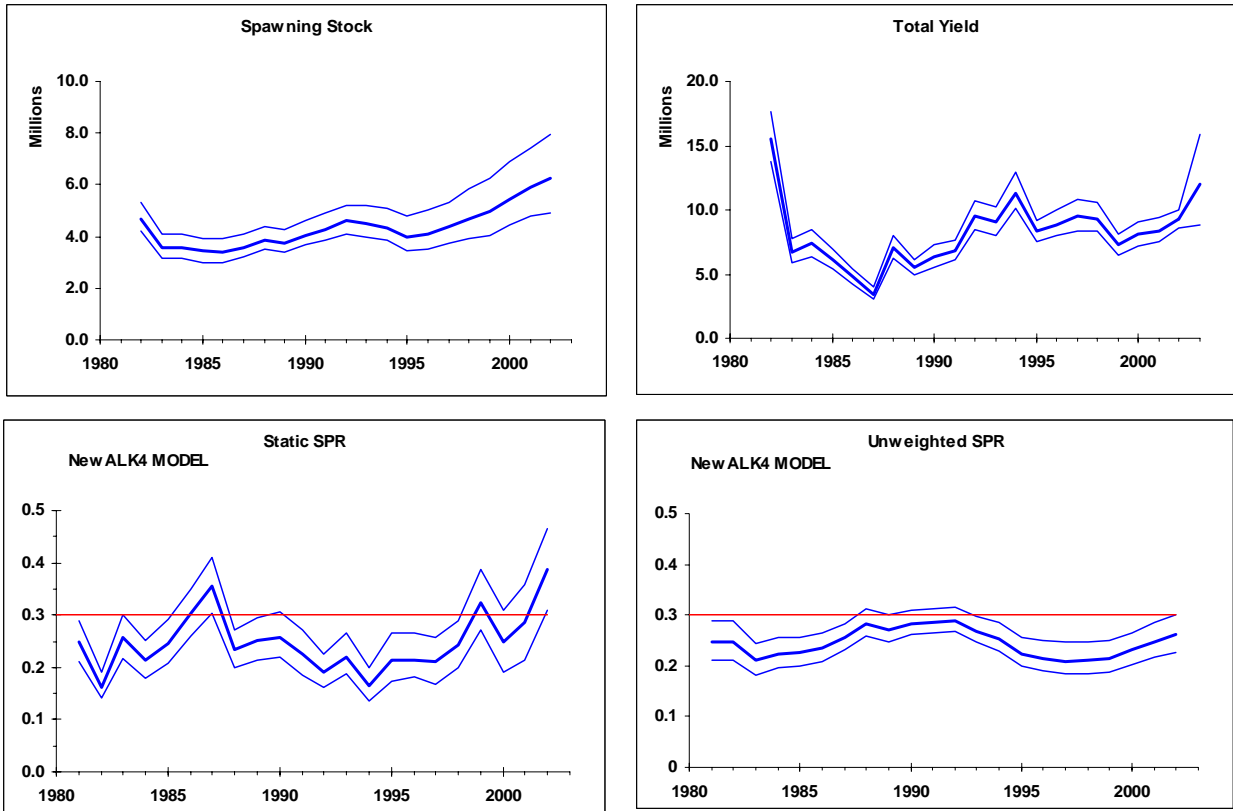 Spawning Stock
Millions
10.0
8.0
6.0
4.0
2.0
0.0
1980 1985 1990 1995 2000
Total Yield
Millions
20.0
15.0
10.0
5.0
0.0
1980 1985 1990 1995 2000
Static SPR
New ALK4 MODEL
0.5
0.4
0.3
0.2
0.1
0.0
1980 1985 1990 1995 2000
Unweighted SPR
New ALK4 MODEL
0.5
0.4
0.3
0.2
0.1
0
1980 1985 1990 1995 2000